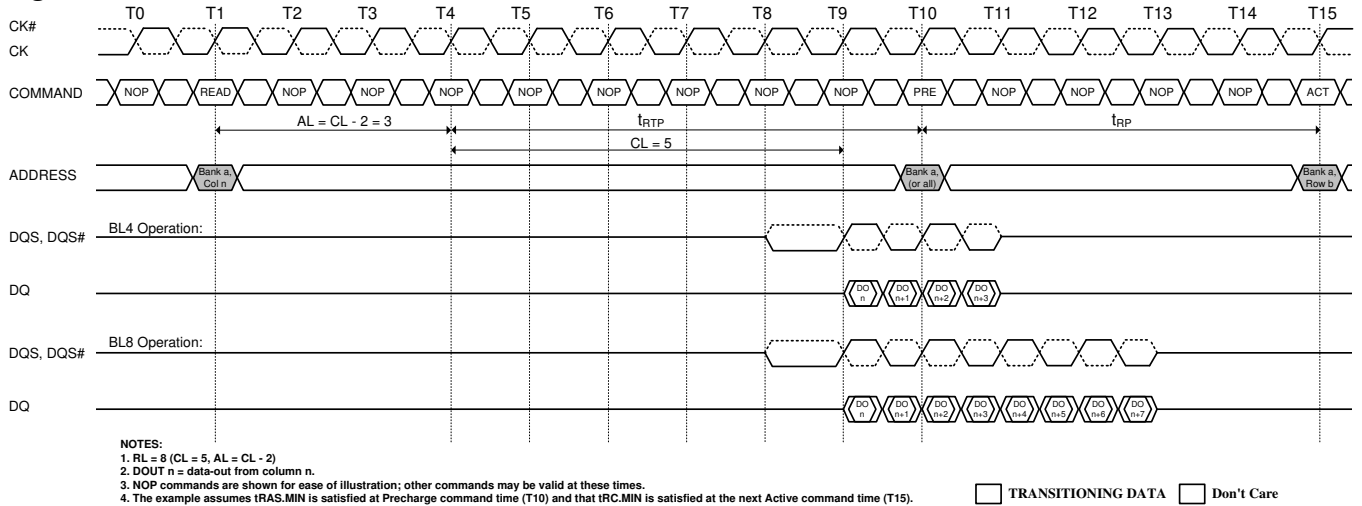 T0 T1 T2 T3 T4 T5 T6 T7 T8 T9 T10 T11 T12 T13 T14 T15
CK#
CK
COMMAND NOP READ NOP NOP NOP NOP NOP NOP NOP NOP PRE NOP NOP NOP NOP ACT
AL = CL - 2 = 3 tRTP tRP
CL = 5
ADDRESS
Bank a, Col n
Bank a, (or all)
Bank a, Row b
BL4 Operation:
DQS, DQS#
DQ
DO n DO n+1 DO n+2 DO n+3
BL8 Operation:
DQS, DQS#
DQ
DO n DO n+1 DO n+2 DO n+3 DO n+4 DO n+5 DO n+6 DO n+7
NOTES:
1. RL = 8 (CL = 5, AL = CL - 2)
2. DOUT n = data-out from column n.
3. NOP commands are shown for ease of illustration; other commands may be valid at these times.
4. The example assumes tRAS.MIN is satisfied at Precharge command time (T10) and that tRC.MIN is satisfied at the next Active command time (T15).
TRANSITIONING DATA Don't Care